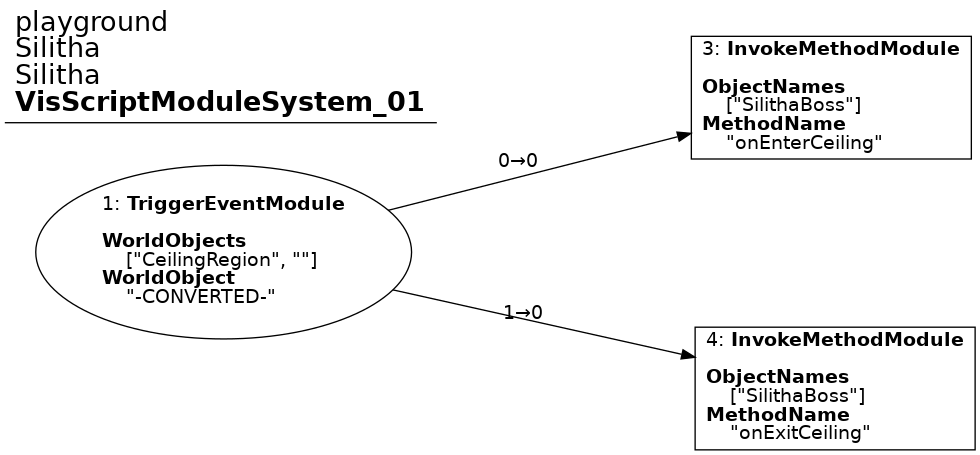 playground
Silitha
Silitha
VisScriptModuleSystem_01
3: InvokeMethodModule
ObjectNames
["SilithaBoss"]
MethodName
"onEnterCeiling"
0→0
1: TriggerEventModule
WorldObjects
["CeilingRegion", ""]
WorldObject
"-CONVERTED-"
1→0
4: InvokeMethodModule
ObjectNames
["SilithaBoss"]
MethodName
"onExitCeiling"